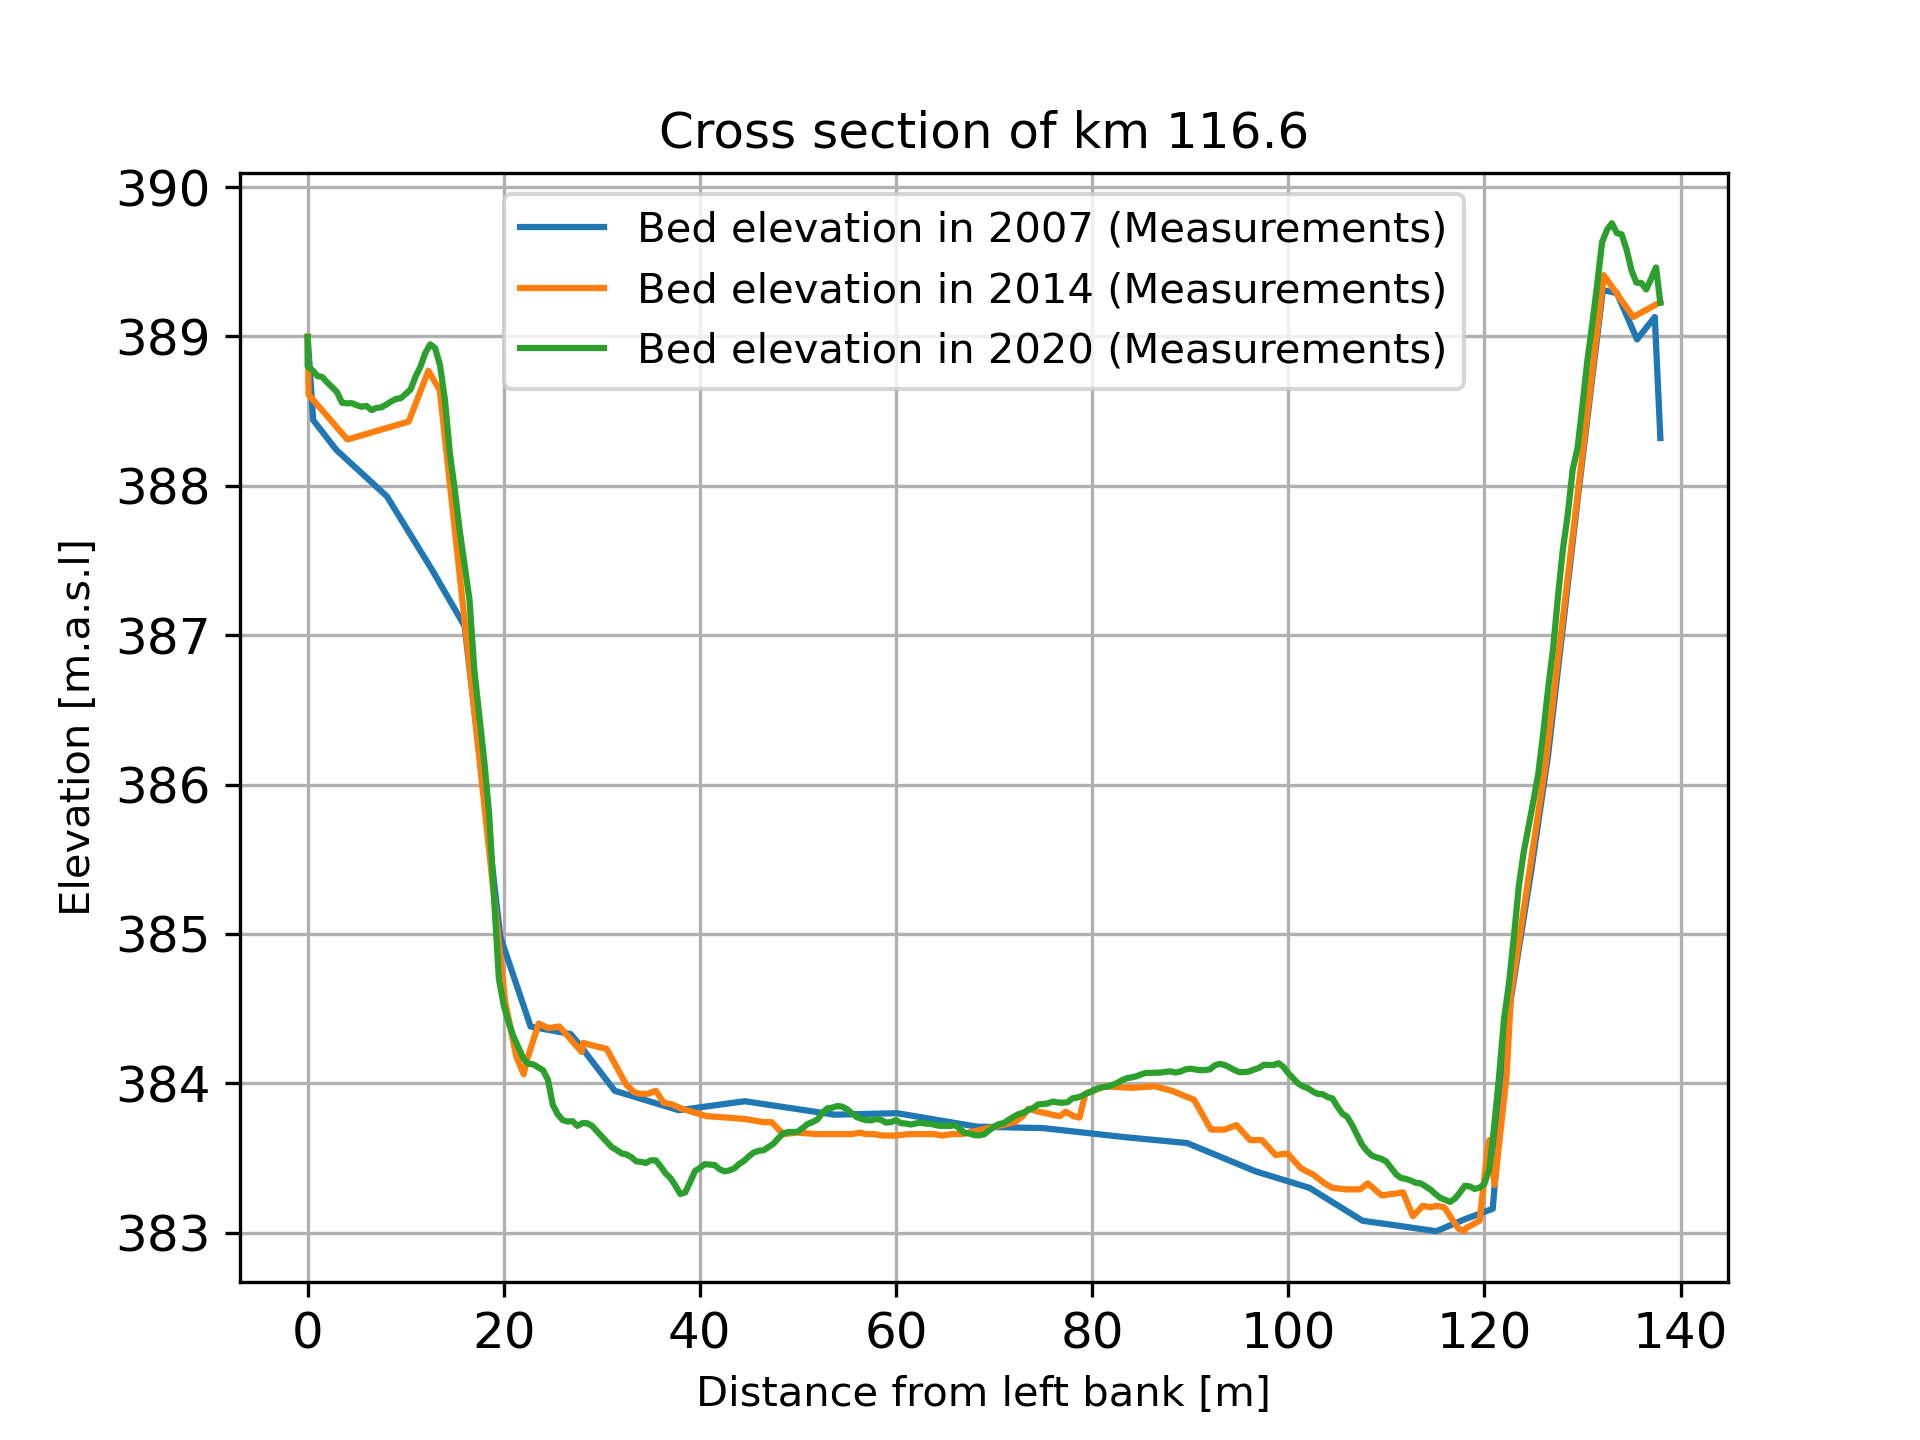 Cross section of km 116.6
390
389
388
387
386
385
384
383
Elevation [m.a.s.l]
Bed elevation in 2007 (Measurements)
Bed elevation in 2014 (Measurements)
Bed elevation in 2020 (Measurements)
0 20 40 60 80 100 120 140
Distance from left bank [m]